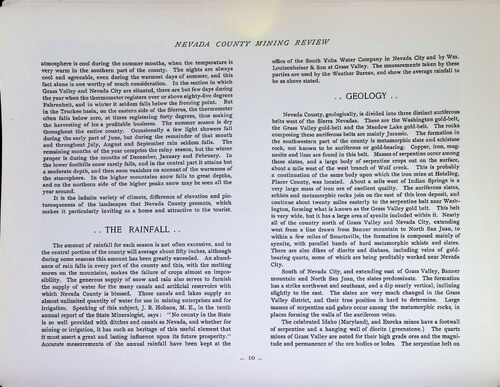 NEVADA COUNTY MINING REVIEW
atmosphere is cool during the summer months, when the temperature is
very warm in the southern part of the county. The nights are always
cool and agreeable, even during the warmest days of summer, and this
fact alone is one worthy of much consideration. In the section in which
Grass Valley and Nevada City are situated, there are but few days during
the year when the thermometer registers over or above eighty-five degrees
Fahrenheit, and in winter it seldom falls below the freezing point. But
in the Truckee basin, on the eastern side of the Sierras, the thermometer
often falls below zero, at times registering forty degrees, thus making
the harvesting of ice a profitable business. The summer season is dry
throughout the entire county. Occasionally a few light showers fall
during the early part of June, but during the remainder of that month
and throughout July, August and September rain seldom falls. The
remaining months of the year comprise the rainy season, but the winter
proper is during the months of December, January and February. In
the lower foothills snow rarely falls, and in the central part it attains but
a moderate depth, and then soon vanishes on account of the warmness of
the atmosphere. In the higher mountains snow falls to great depths,
and on the northern side of the higher peaks snow may be seen all the
year around.
It is the infinite variety of climate, difference of elevation and pic-
turesqueness of the landscapes that Nevada County presents, which
makes it particularly inviting as a home and attractive to the tourist.
. . THE RAINFALL . .
The amount of rainfall for each season is not often excessive, and in
the central portion of the county will average about fifty inches, although
during some seasons this amount has been greatly exceeded. An abund-
ance of rain falls in every part of the county and this, with the melting
snows on the mountains, makes the failure of crops almost an impos-
sibility. The generous supply of snow and rain also serves to furnish
the supply of water for the many canals and artificial reservoirs with
which Nevada County is blessed. These canals and lakes supply an
almost unlimited quantity of water for use in mining enterprises and for
irrigation. Speaking of this subject, J. B. Hobson, M. E., in the tenth
annual report of the State Mineralogist, says: "No county in the State
is so well provided with ditches and canals as Nevada, and whether for
mining or irrigation, it has such an heritage of this useful element that
it must assert a great and lasting influence upon its future prosperity."
Accurate measurements of the annual rainfall have been kept at the
office of the South Yuba Water Company in Nevada City and by Wm.
Loutzenheiser & Son at Grass Valley. The measurements taken by these
parties are used by the Weather Bureau, and show the average rainfall to
be as above stated.
. . GEOLOGY . .
Nevada County, geologically, is divided into three distinct auriferous
belts west of the Sierra Nevadas. These are the Washington gold-belt,
the Grass Valley gold-belt and the Meadow Lake gold-belt. The rocks
composing these auriferous belts are mainly Jurassic. The formation in
the southwestern part of the county is metamorphic slate and schistose
rock, not known to be auriferous or gold-bearing. Copper, iron, mag-
nesite and lime are found in this belt. Masses of serpentine occur among
these slates, and a large body of serpentine crops out on the surface,
about a mile west of the west branch of Wolf creek. This is probably
a continuation of the same body upon which the iron mine at Hotaling,
Placer County, was located. About a mile west of Indian Springs is a
very large mass of iron ore of excellent quality. The auriferous slates,
schists and metamorphic rocks join on the east of this iron deposit, and
continue about twenty miles easterly to the serpentine belt near Wash-
ington, forming what is known as the Grass Valley gold belt. This belt
is very wide, but it has a large area of syenite included within it. Nearly
all of the country north of Grass Valley and Nevada City, extending
west from a line drawn from Banner mountain to North San Juan, to
within a few miles of Smartsville, the formation is composed mainly of
syenite, with parallel bands of hard metamorphic schists and slates.
There are also dikes of diorite and diabase, including veins of gold-
bearing quartz, some of which are being profitably worked near Nevada
City.
South of Nevada City, and extending east of Grass Valley, Banner
mountain and North San Juan, the slates predominate. The formation
has a strike northwest and southeast, and a dip nearly vertical, inclining
slightly to the east. The slates are very much changed in the Grass
Valley district, and their true position is hard to determine. Large
masses of serpentine and gabro occur among the metamorphic rocks, in
places forming the walls of the auriferous veins.
The celebrated Idaho (Maryland), and Eureka mines have a footwall
of serpentine and a hanging wall of diorite (greenstone.) The quartz
mines of Grass Valley are noted for their high grade ores and the mag-
nitude and permanence of the ore bodies or lodes. The serpentine belt on
.. 10 ..